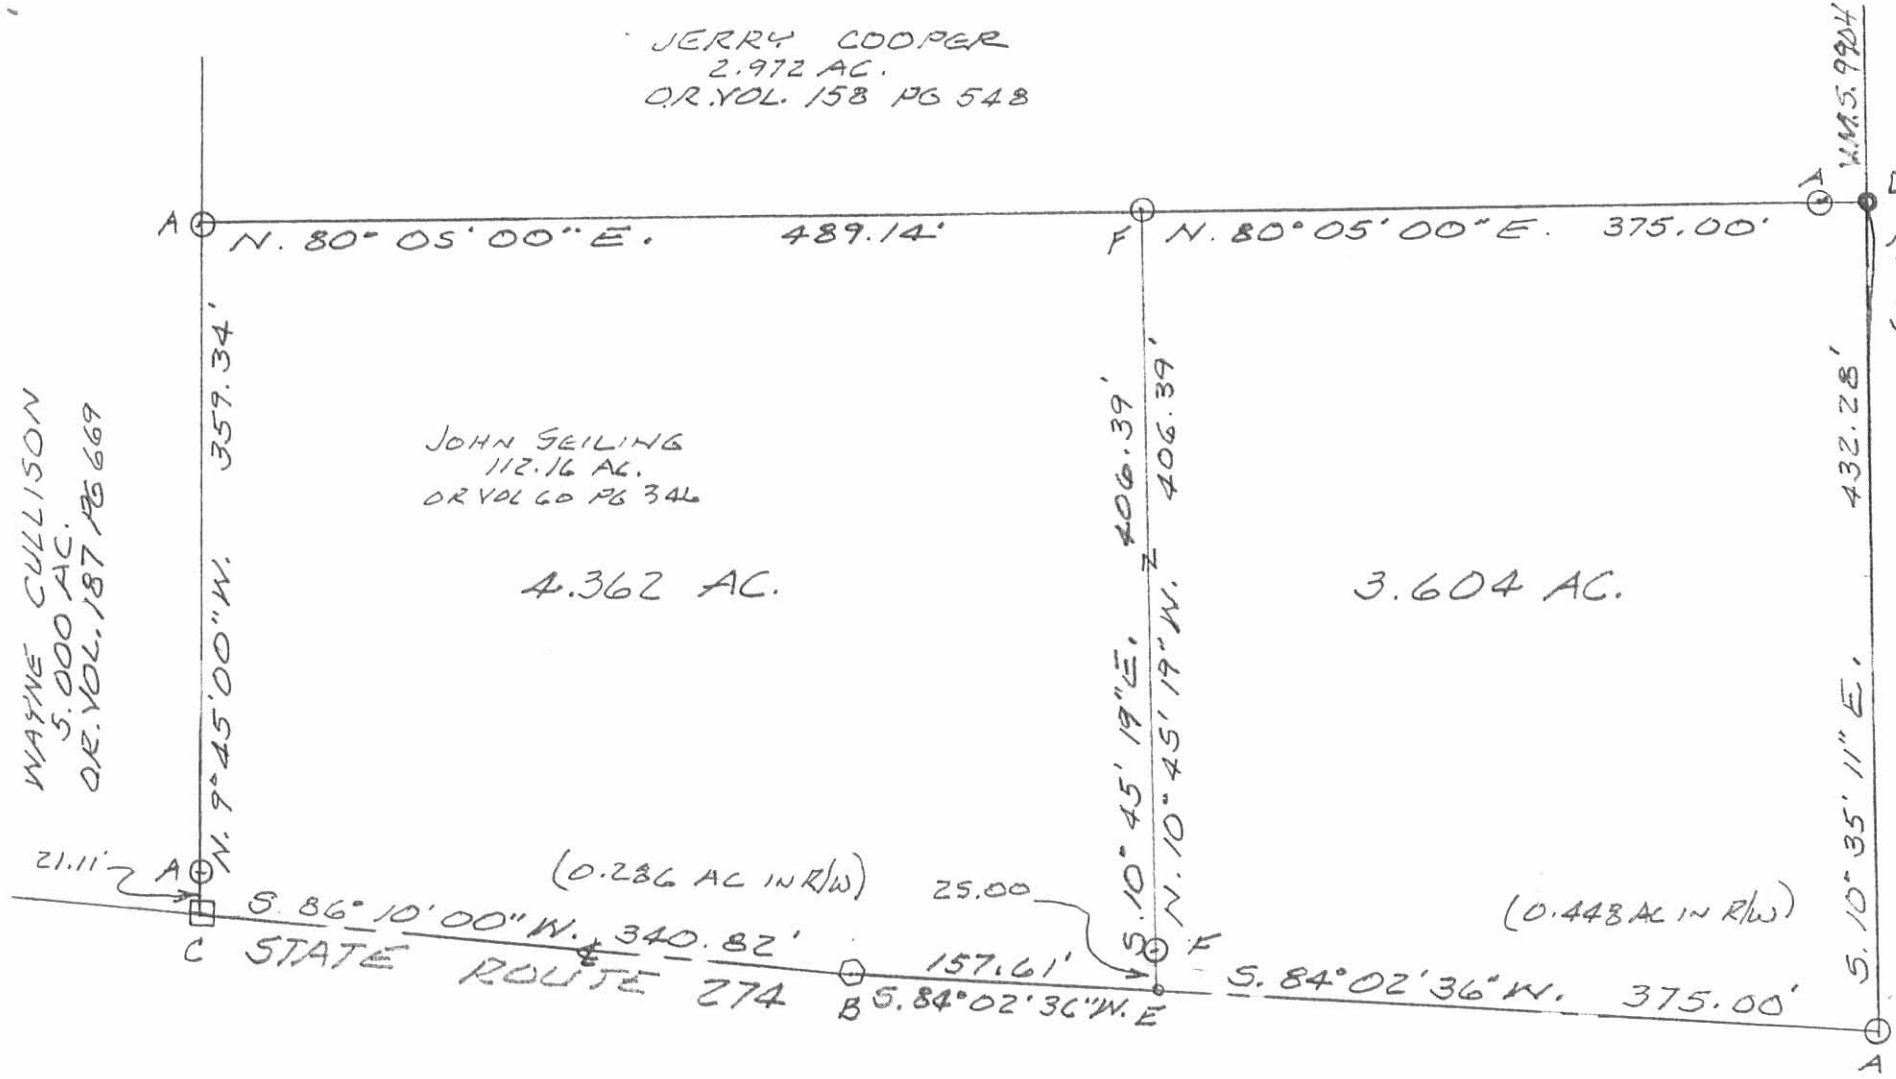 JERRY COOPER
2.972 AC.
O.R. VOL. 158 PG 548
V.M.S. 9904
A
N. 80° 05' 00" E. 489.14'
F
N. 80° 05' 00" E. 375.00'
A
WAYNE CULLISON
5.000 AC.
O.R. VOL. 187 PG 669
N. 9° 45' 00" W. 359.34'
JOHN SEILING
112.16 AC.
OR VOL 60 PG 346
4.362 AC.
S. 10° 45' 19" E. 406.39'
Z
N. 10° 45' 19" W. 406.39'
3.604 AC.
S. 10° 35' 11" E. 432.28'
21.11'
A
(0.286 AC IN R/W)
25.00
F
(0.448 AC IN R/W)
C
S. 86° 10' 00" W. 340.82'
STATE ROUTE 274
B
157.61'
S. 84° 02' 36" W.
E
S. 84° 02' 36" W. 375.00'
A